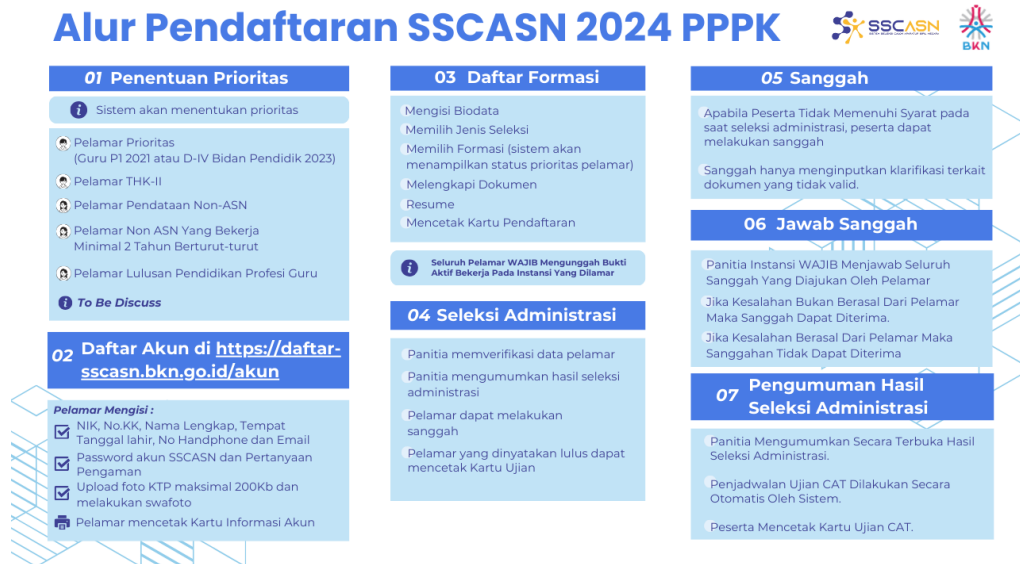 Alur Pendaftaran SSCASN 2024 PPPK
SSCASN
BKN
01 Penentuan Prioritas
Sistem akan menentukan prioritas
Pelamar Prioritas
(Guru P1 2021 atau D-IV Bidan Pendidik 2023)
Pelamar THK-II
Pelamar Pendataan Non-ASN
Pelamar Non ASN Yang Bekerja
Minimal 2 Tahun Berturut-turut
Pelamar Lulusan Pendidikan Profesi Guru
To Be Discuss
02 Daftar Akun di https://daftar-
sscasn.bkn.go.id/akun
Pelamar Mengisi :
NIK, No.KK, Nama Lengkap, Tempat
Tanggal lahir, No Handphone dan Email
Password akun SSCASN dan Pertanyaan
Pengaman
Upload foto KTP maksimal 200Kb dan
melakukan swafoto
Pelamar mencetak Kartu Informasi Akun
03 Daftar Formasi
Mengisi Biodata
Memilih Jenis Seleksi
Memilih Formasi (sistem akan
menampilkan status prioritas pelamar)
Melengkapi Dokumen
Resume
Mencetak Kartu Pendaftaran
Seluruh Pelamar WAJIB Mengunggah Bukti
Aktif Bekerja Pada Instansi Yang Dilamar
04 Seleksi Administrasi
Panitia memverifikasi data pelamar
Panitia mengumumkan hasil seleksi
administrasi
Pelamar dapat melakukan
sanggah
Pelamar yang dinyatakan lulus dapat
mencetak Kartu Ujian
05 Sanggah
Apabila Peserta Tidak Memenuhi Syarat pada
saat seleksi administrasi, peserta dapat
melakukan sanggah
Sanggah hanya menginputkan klarifikasi terkait
dokumen yang tidak valid.
06 Jawab Sanggah
Panitia Instansi WAJIB Menjawab Seluruh
Sanggah Yang Diajukan Oleh Pelamar
Jika Kesalahan Bukan Berasal Dari Pelamar
Maka Sanggah Dapat Diterima.
Jika Kesalahan Berasal Dari Pelamar Maka
Sanggahan Tidak Dapat Diterima
07 Pengumuman Hasil
Seleksi Administrasi
Panitia Mengumumkan Secara Terbuka Hasil
Seleksi Administrasi.
Penjadwalan Ujian CAT Dilakukan Secara
Otomatis Oleh Sistem.
Peserta Mencetak Kartu Ujian CAT.